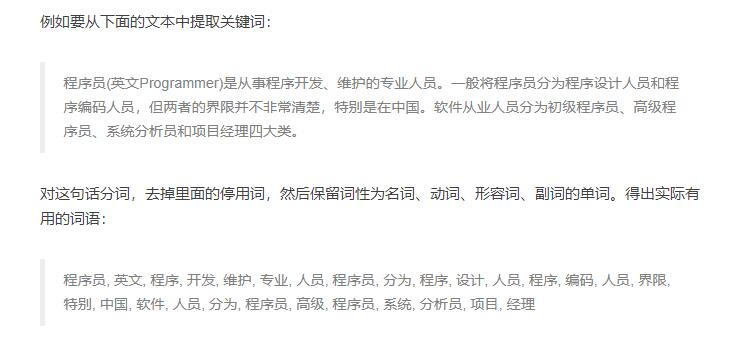 例如要从下面的文本中提取关键词：
程序员(英文Programmer)是从事程序开发、维护的专业人员。一般将程序员分为程序设计人员和程
序编码人员，但两者的界限并不非常清楚，特别是在中国。软件从业人员分为初级程序员、高级程
序员、系统分析员和项目经理四大类。
对这句话分词，去掉里面的停用词，然后保留词性为名词、动词、形容词、副词的单词。得出实际有
用的词语：
程序员, 英文, 程序, 开发, 维护, 专业, 人员, 程序员, 分为, 程序, 设计, 人员, 程序, 编码, 人员, 界限,
特别, 中国, 软件, 人员, 分为, 程序员, 高级, 程序员, 系统, 分析员, 项目, 经理